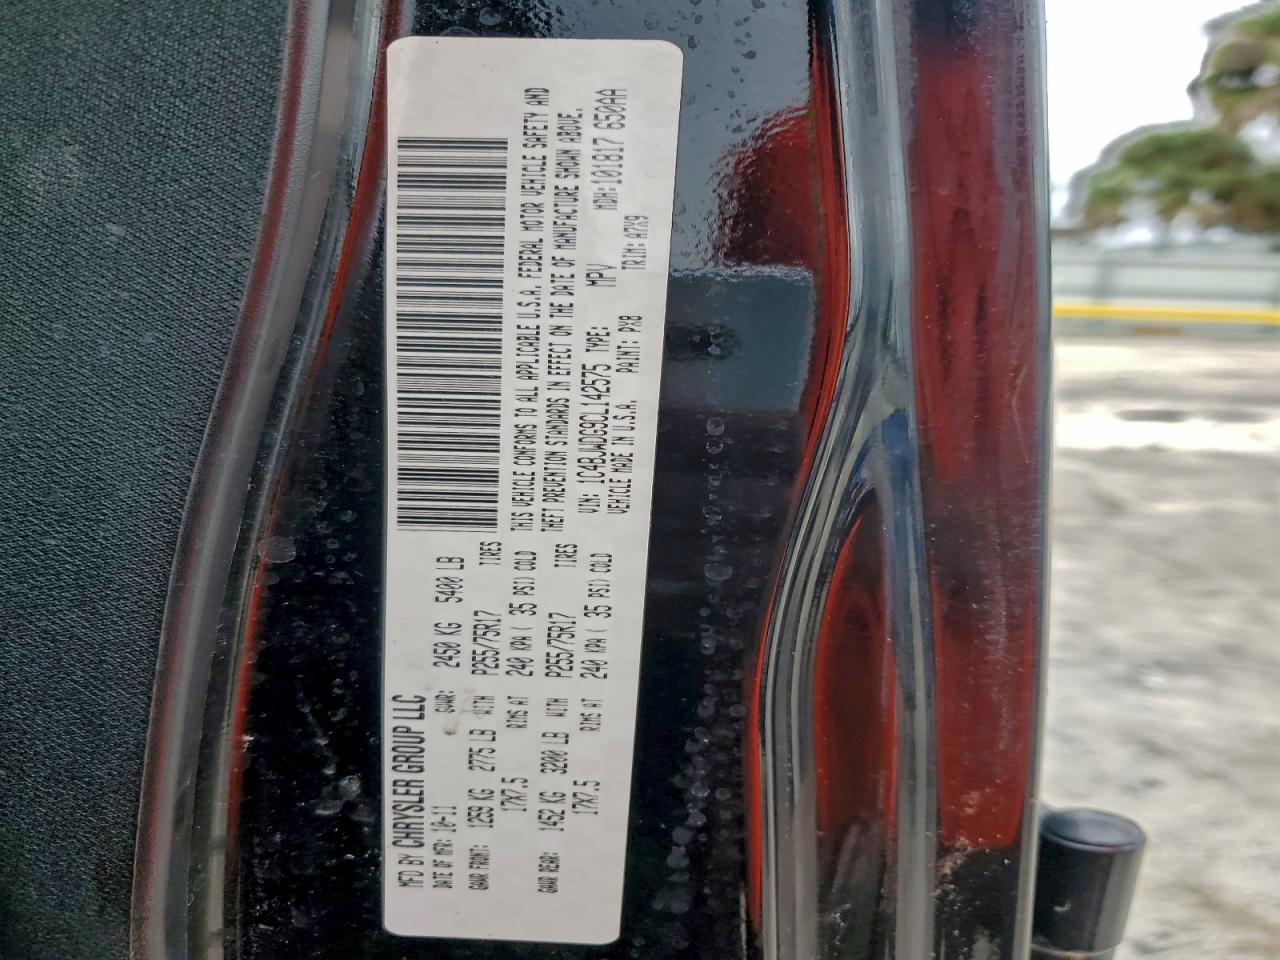 MFD BY CHRYSLER GROUP LLC
DATE OF MFR: 10-11 GVWR: 2450 KG 5400 LB
GAWR FRONT: 1259 KG 2775 LB WITH P255/75R17 TIRES
17X7.5 RIMS AT 240 KPA ( 35 PSI) COLD
GAWR REAR: 1452 KG 3200 LB WITH P255/75R17 TIRES
17X7.5 RIMS AT 240 KPA ( 35 PSI) COLD
THIS VEHICLE CONFORMS TO ALL APPLICABLE U.S.A. FEDERAL MOTOR VEHICLE SAFETY AND
THEFT PREVENTION STANDARDS IN EFFECT ON THE DATE OF MANUFACTURE SHOWN ABOVE.
VIN: 1C4BJWDG9CL142575 TYPE: MPV MDH:101817 650AA
VEHICLE MADE IN U.S.A. PAINT: PX8 TRIM: A7X9